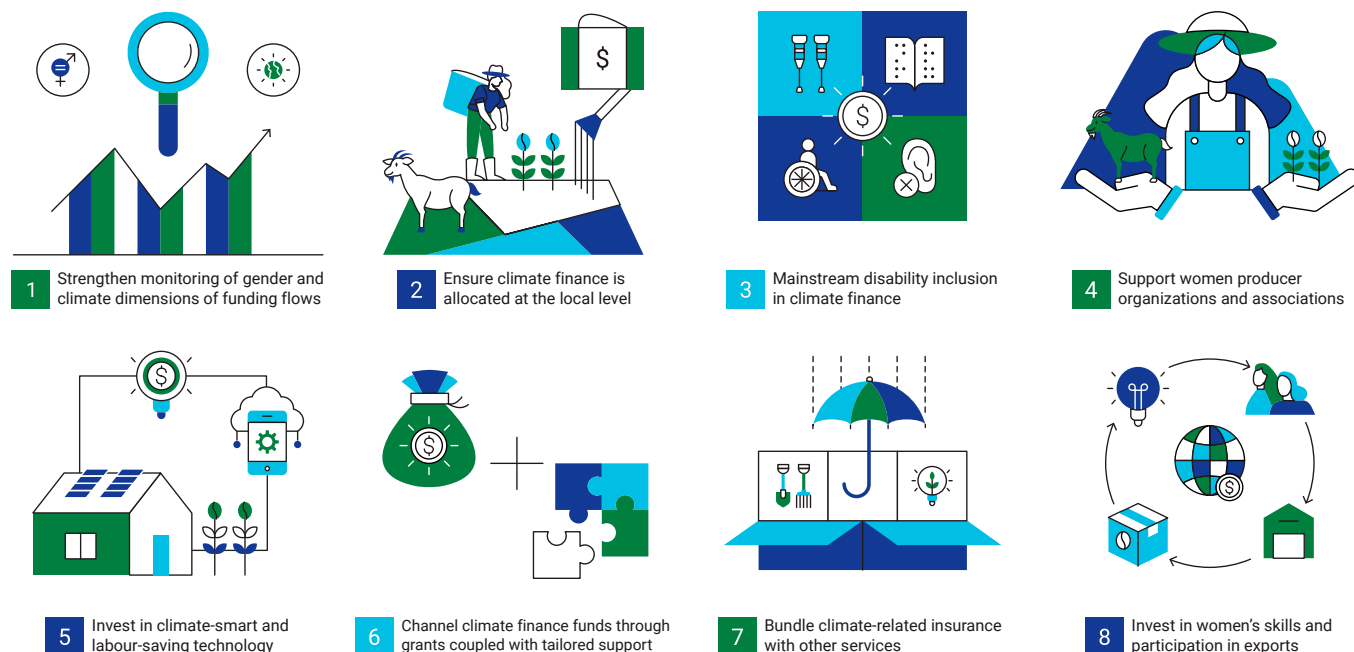 $
$
1
Strengthen monitoring of gender and
climate dimensions of funding flows
2
Ensure climate finance is
allocated at the local level
3
Mainstream disability inclusion
in climate finance
4
Support women producer
organizations and associations
$
$
$
5
Invest in climate-smart and
labour-saving technology
6
Channel climate finance funds through
grants coupled with tailored support
7
Bundle climate-related insurance
with other services
8
Invest in women’s skills and
participation in exports